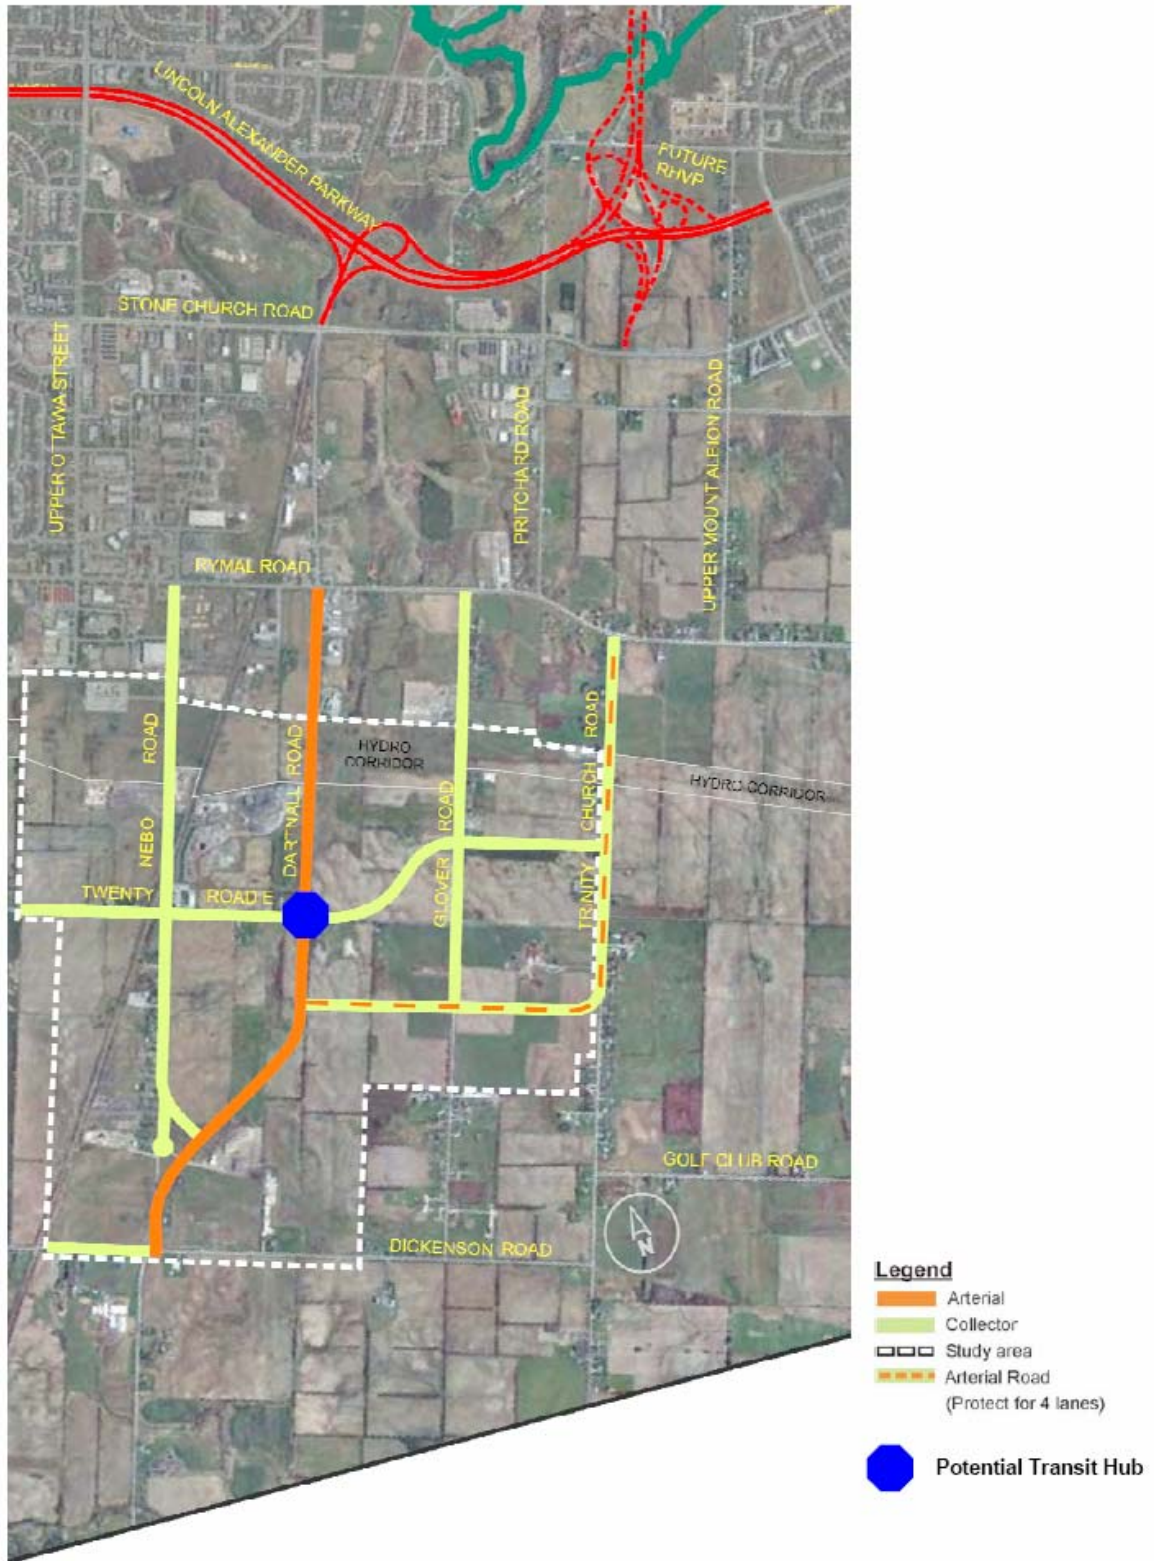 LINCOLN ALEXANDER PARKWAY
FUTURE
RHVP
STONE CHURCH ROAD
UPPER OTTAWA STREET
PRITCHARD ROAD
UPPER MOUNT ALBION ROAD
RYMAL ROAD
NEBO ROAD
DARTNALL ROAD
HYDRO
CORRIDOR
GLOVER ROAD
TRINITY CHURCH ROAD
HYDRO CORRIDOR
TWENTY ROAD E
GOLF CLUB ROAD
N
DICKENSON ROAD
Legend
Arterial
Collector
Study area
Arterial Road
(Protect for 4 lanes)
Potential Transit Hub